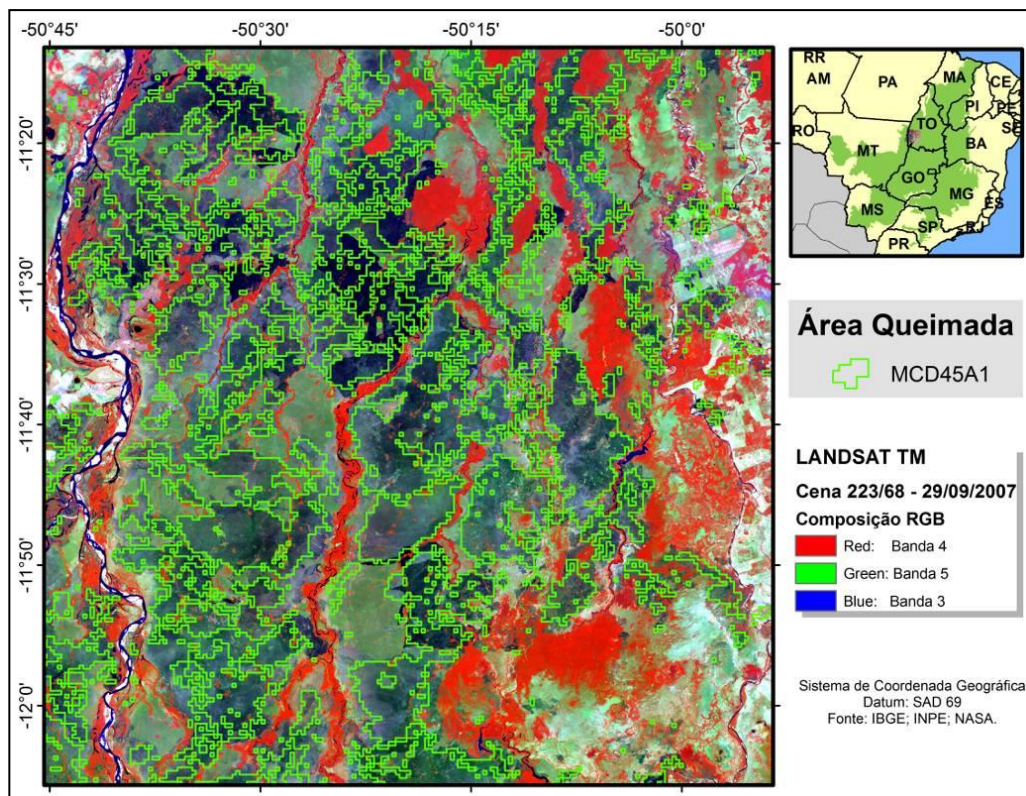 -50°45'
-50°30'
-50°15'
-50°0'
-11°20'
-11°30'
-11°40'
-11°50'
-12°0'
RR
AM
PA
MA
CE
PI
PE
RO
TO
SE
MT
BA
GO
MG
MS
ES
SP
RJ
PR
Área Queimada
MCD45A1
LANDSAT TM
Cena 223/68 - 29/09/2007
Composição RGB
Red: Banda 4
Green: Banda 5
Blue: Banda 3
Sistema de Coordenada Geográfica
Datum: SAD 69
Fonte: IBGE; INPE; NASA.